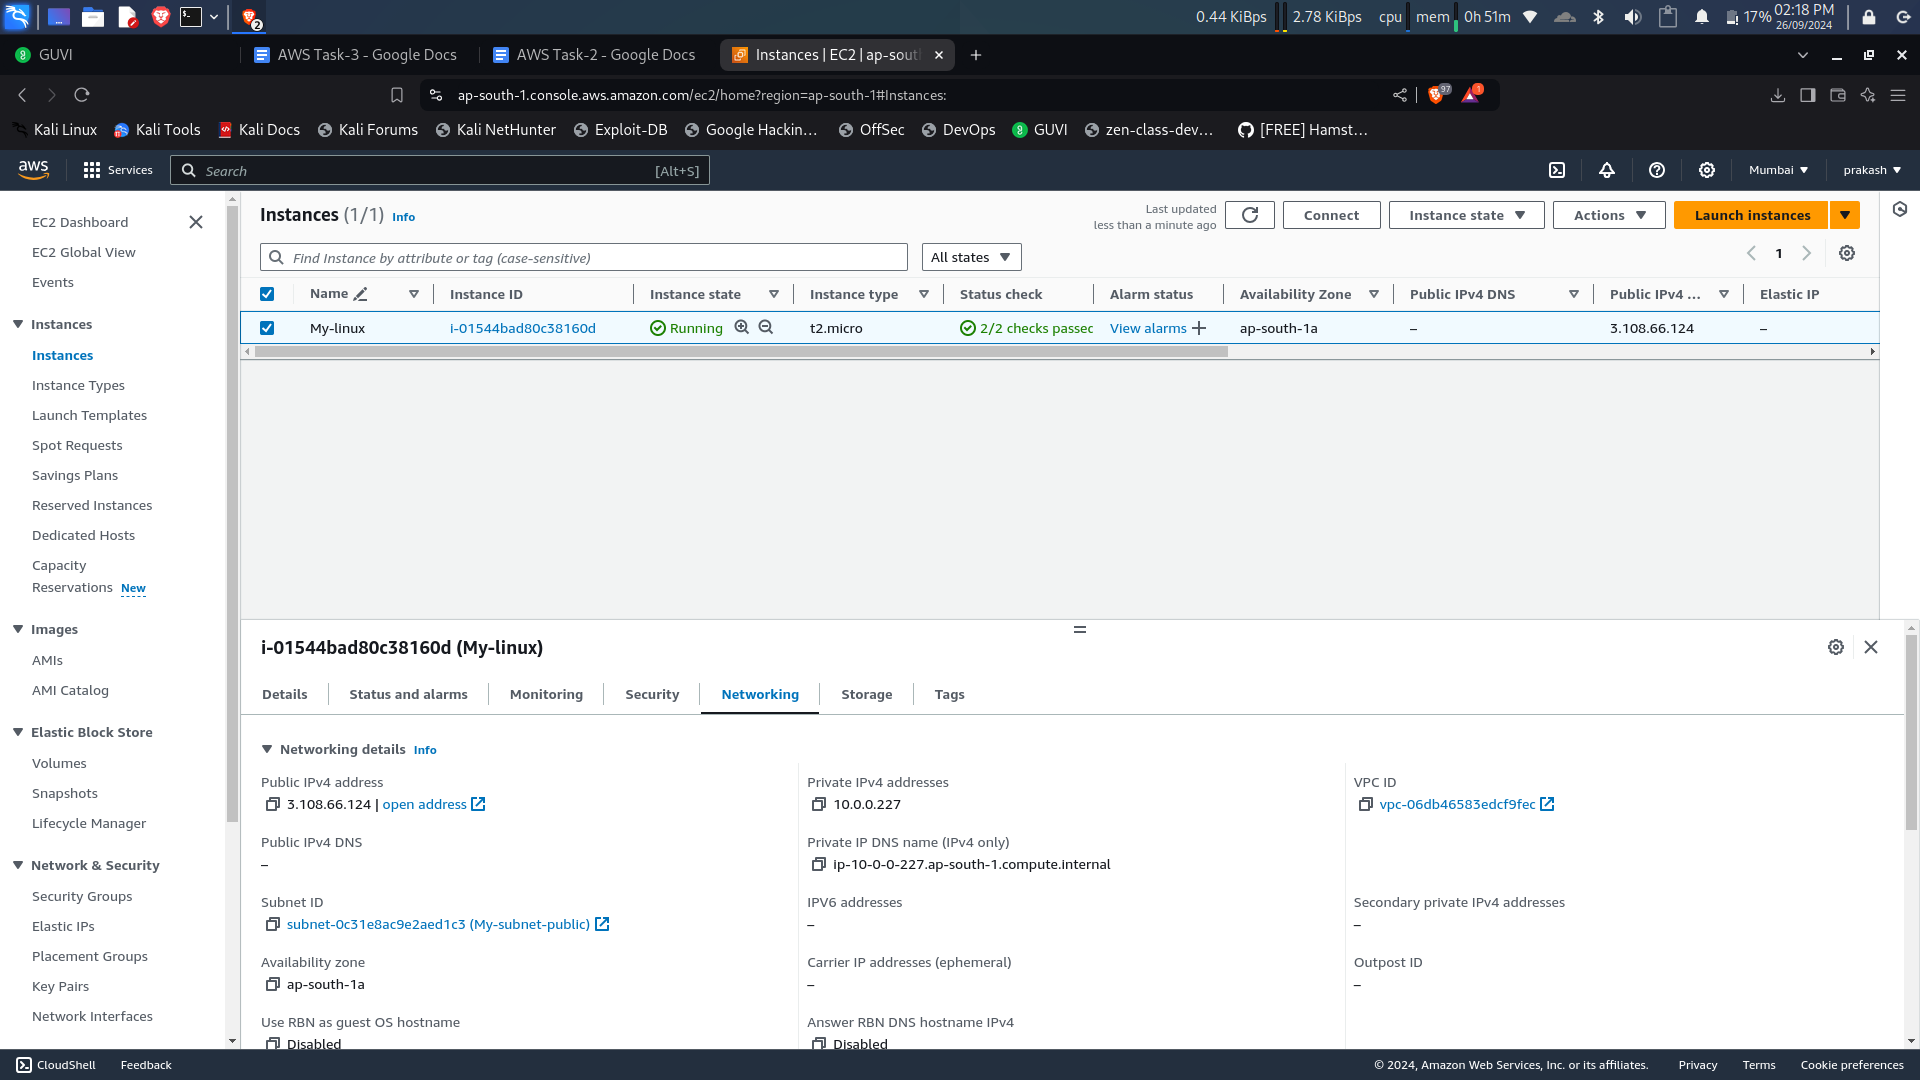 0.44 KiBps 2.78 KiBps cpu mem 0h 51m 17% 02:18 PM
26/09/2024
2
GUVI
AWS Task-3 - Google Docs
AWS Task-2 - Google Docs
Instances | EC2 | ap-sout
ap-south-1.console.aws.amazon.com/ec2/home?region=ap-south-1#Instances:
97
1
Kali Linux Kali Tools Kali Docs Kali Forums Kali NetHunter Exploit-DB Google Hackin... OffSec DevOps GUVI zen-class-dev... [FREE] Hamst...
aws Services Search [Alt+S] Mumbai prakash
EC2 Dashboard
EC2 Global View
Events
Instances
Instances
Instance Types
Launch Templates
Spot Requests
Savings Plans
Reserved Instances
Dedicated Hosts
Capacity
Reservations New
Images
AMIs
AMI Catalog
Elastic Block Store
Volumes
Snapshots
Lifecycle Manager
Network & Security
Security Groups
Elastic IPs
Placement Groups
Key Pairs
Network Interfaces
Instances (1/1) Info
Last updated
less than a minute ago
Connect Instance state Actions Launch instances
Find Instance by attribute or tag (case-sensitive)
All states
1
Name Instance ID Instance state Instance type Status check Alarm status Availability Zone Public IPv4 DNS Public IPv4 ... Elastic IP
My-linux i-01544bad80c38160d Running t2.micro 2/2 checks passec View alarms + ap-south-1a – 3.108.66.124 –
i-01544bad80c38160d (My-linux)
Details Status and alarms Monitoring Security Networking Storage Tags
Networking details Info
Public IPv4 address
3.108.66.124 | open address
Private IPv4 addresses
10.0.0.227
VPC ID
vpc-06db46583edcf9fec
Public IPv4 DNS
–
Private IP DNS name (IPv4 only)
ip-10-0-0-227.ap-south-1.compute.internal
Subnet ID
subnet-0c31e8ac9e2aed1c3 (My-subnet-public)
IPV6 addresses
–
Secondary private IPv4 addresses
–
Availability zone
ap-south-1a
Carrier IP addresses (ephemeral)
–
Outpost ID
–
Use RBN as guest OS hostname
Disabled
Answer RBN DNS hostname IPv4
Disabled
CloudShell Feedback
© 2024, Amazon Web Services, Inc. or its affiliates. Privacy Terms Cookie preferences